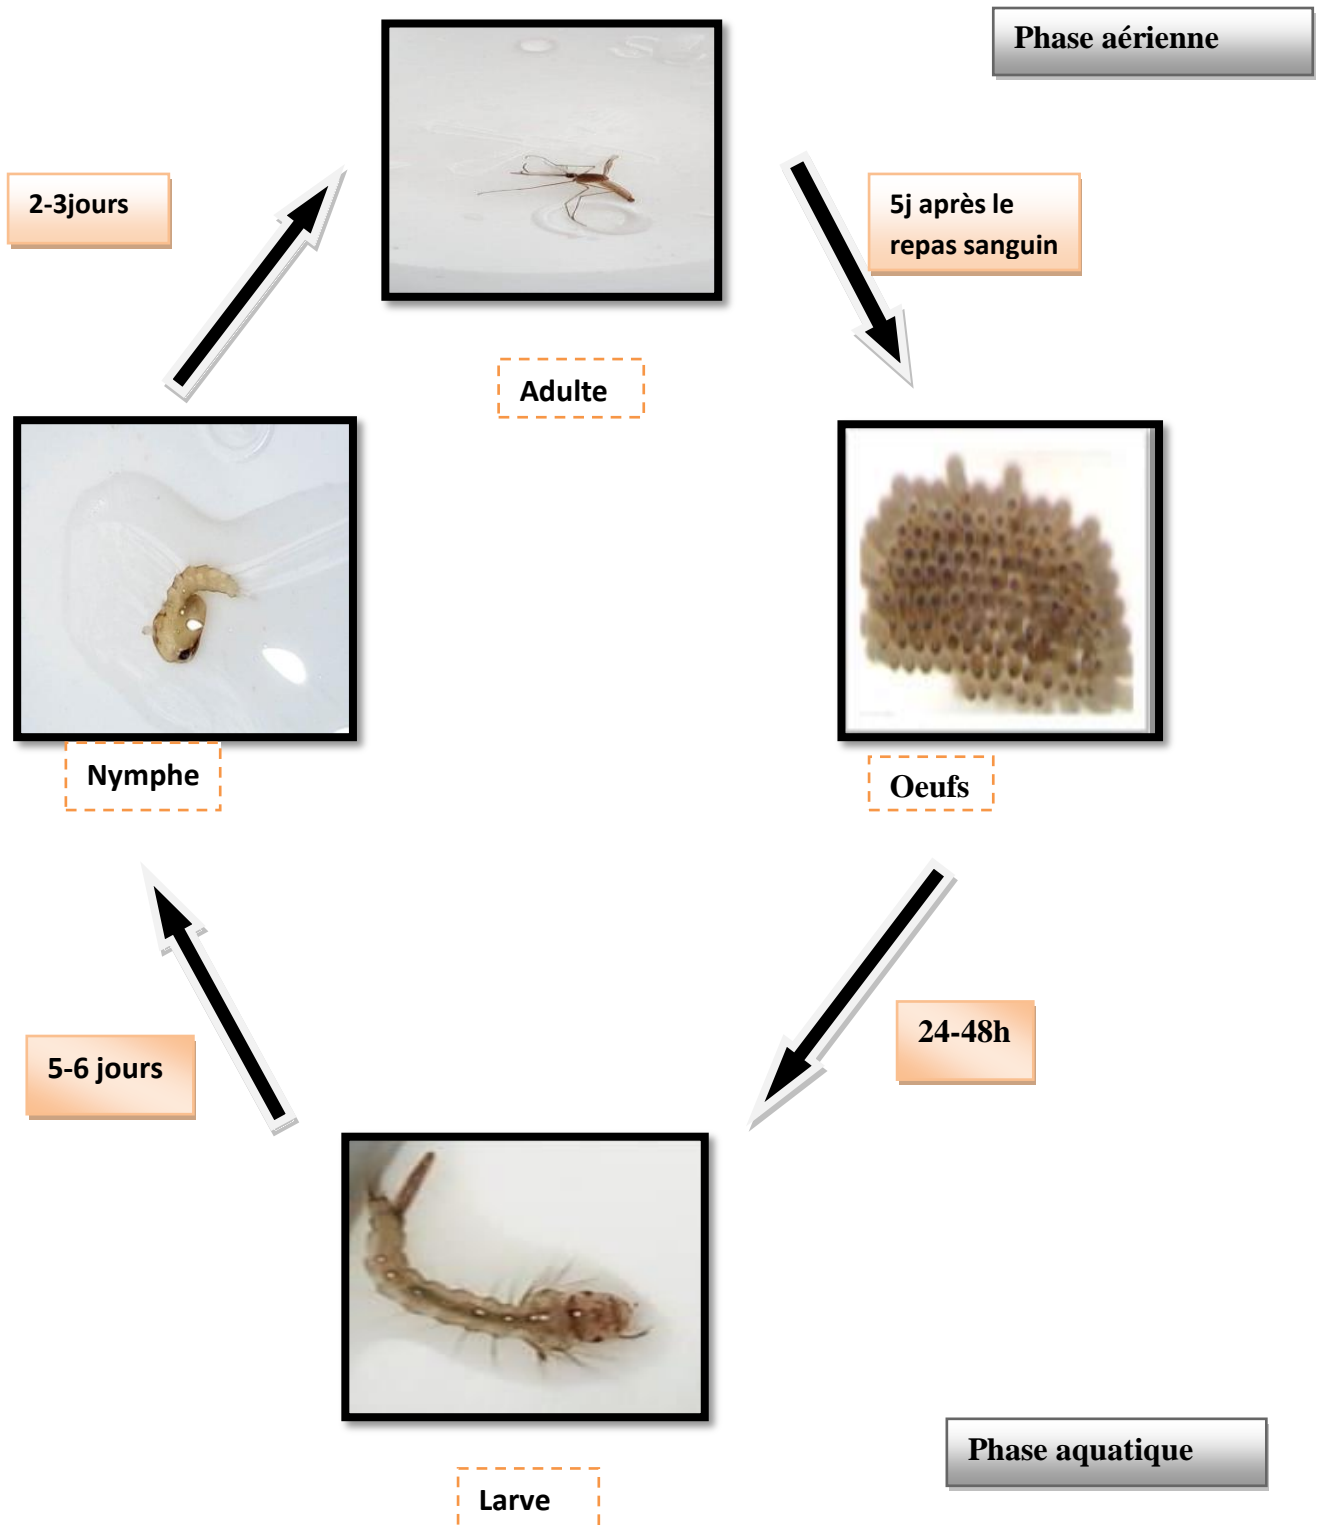 Phase aérienne
2-3jours
5j après le
repas sanguin
Adulte
Nymphe
Oeufs
5-6 jours
24-48h
Phase aquatique
Larve